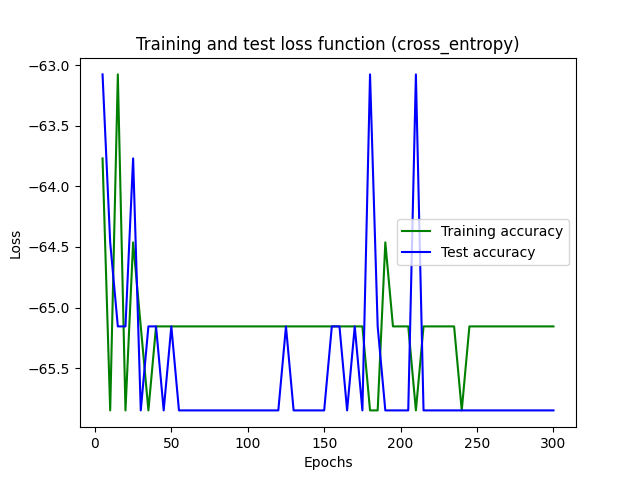 Training and test loss function (cross_entropy)
−63.0
−63.5
−64.0
−64.5
−65.0
−65.5
Loss
Training accuracy
Test accuracy
0 50 100 150 200 250 300
Epochs